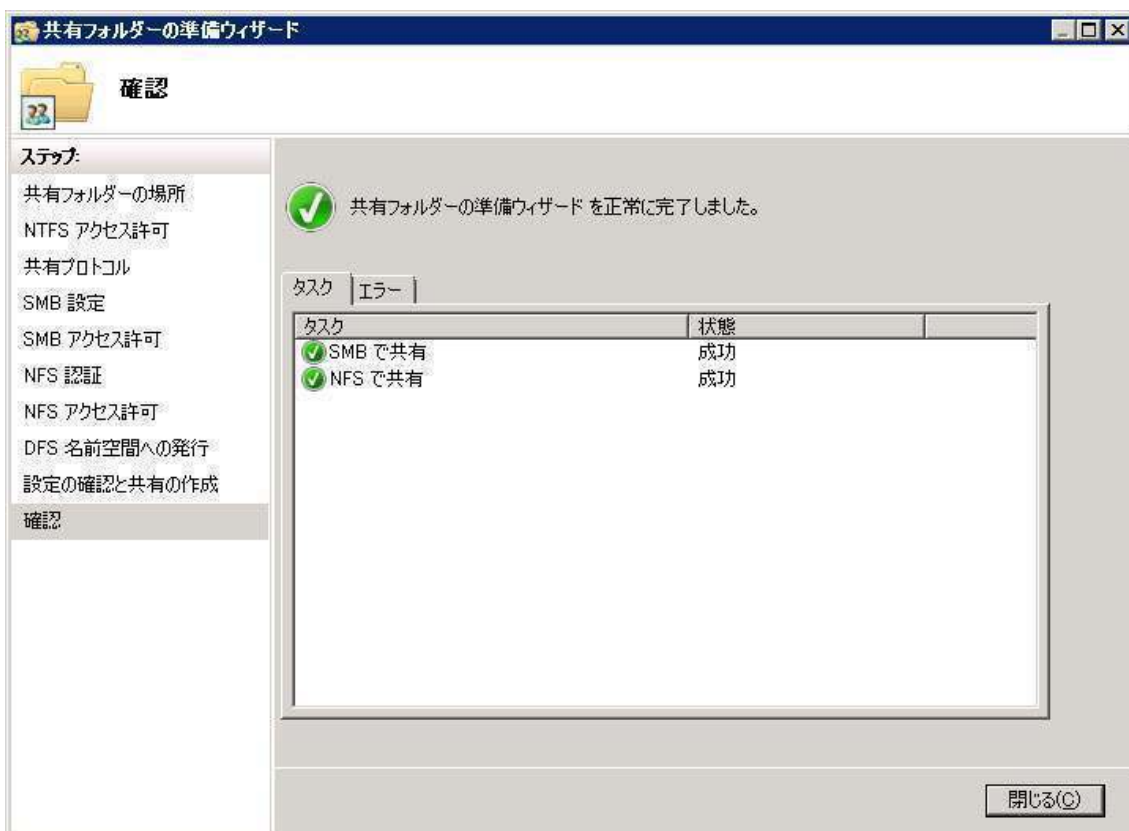 共有フォルダーの準備ウィザード
確認
ステップ:
共有フォルダーの場所
NTFS アクセス許可
共有プロトコル
SMB 設定
SMB アクセス許可
NFS 認証
NFS アクセス許可
DFS 名前空間への発行
設定の確認と共有の作成
確認
共有フォルダーの準備ウィザード を正常に完了しました。
タスク エラー
タスク 状態
SMB で共有 成功
NFS で共有 成功
閉じる(C)